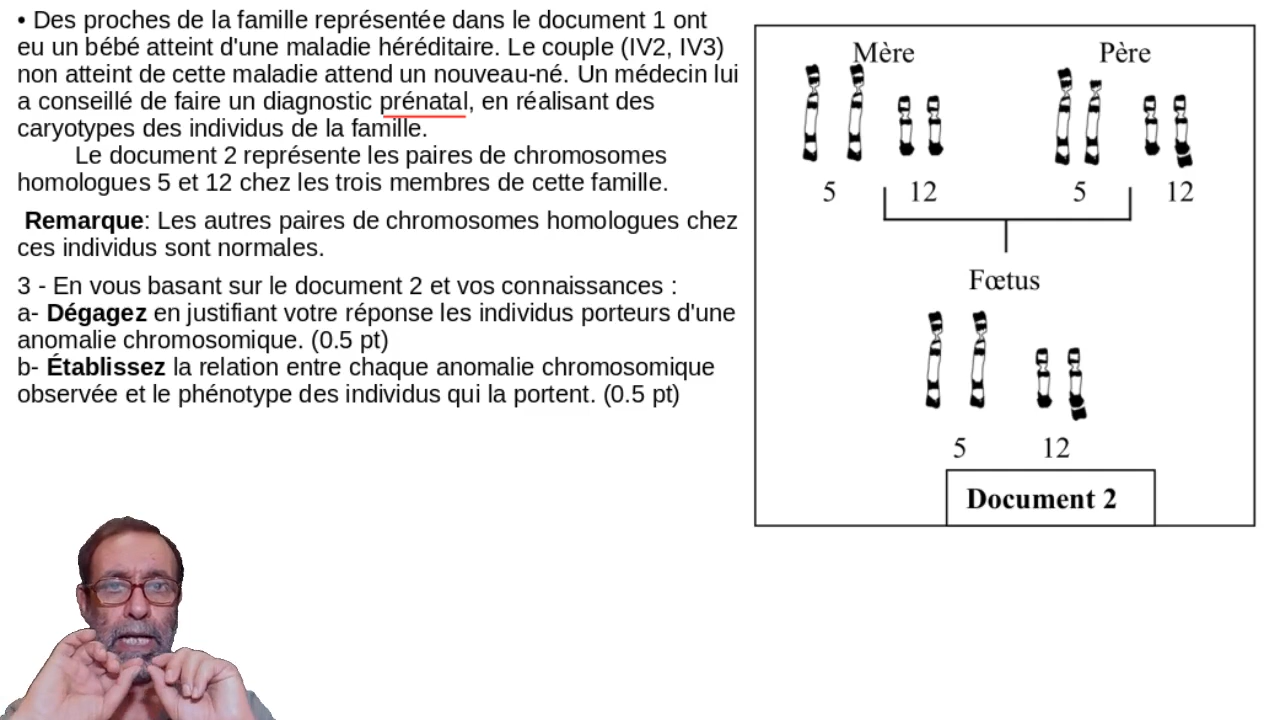 • Des proches de la famille représentée dans le document 1 ont
eu un bébé atteint d'une maladie héréditaire. Le couple (IV2, IV3)
non atteint de cette maladie attend un nouveau-né. Un médecin lui
a conseillé de faire un diagnostic prénatal, en réalisant des
caryotypes des individus de la famille.
Le document 2 représente les paires de chromosomes
homologues 5 et 12 chez les trois membres de cette famille.
Remarque: Les autres paires de chromosomes homologues chez
ces individus sont normales.
3 - En vous basant sur le document 2 et vos connaissances :
a- Dégagez en justifiant votre réponse les individus porteurs d'une
anomalie chromosomique. (0.5 pt)
b- Établissez la relation entre chaque anomalie chromosomique
observée et le phénotype des individus qui la portent. (0.5 pt)
Mère Père
5 12 5 12
Fœtus
5 12
Document 2